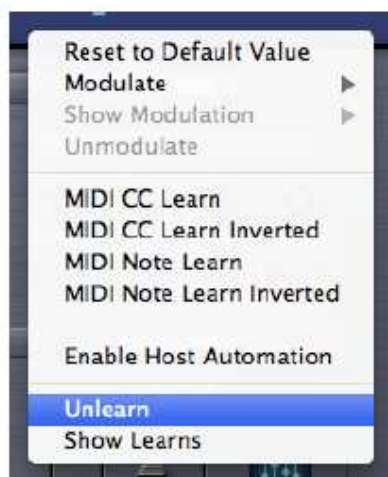 Reset to Default Value
Modulate
Show Modulation
Unmodulate
MIDI CC Learn
MIDI CC Learn Inverted
MIDI Note Learn
MIDI Note Learn Inverted
Enable Host Automation
Unlearn
Show Learns